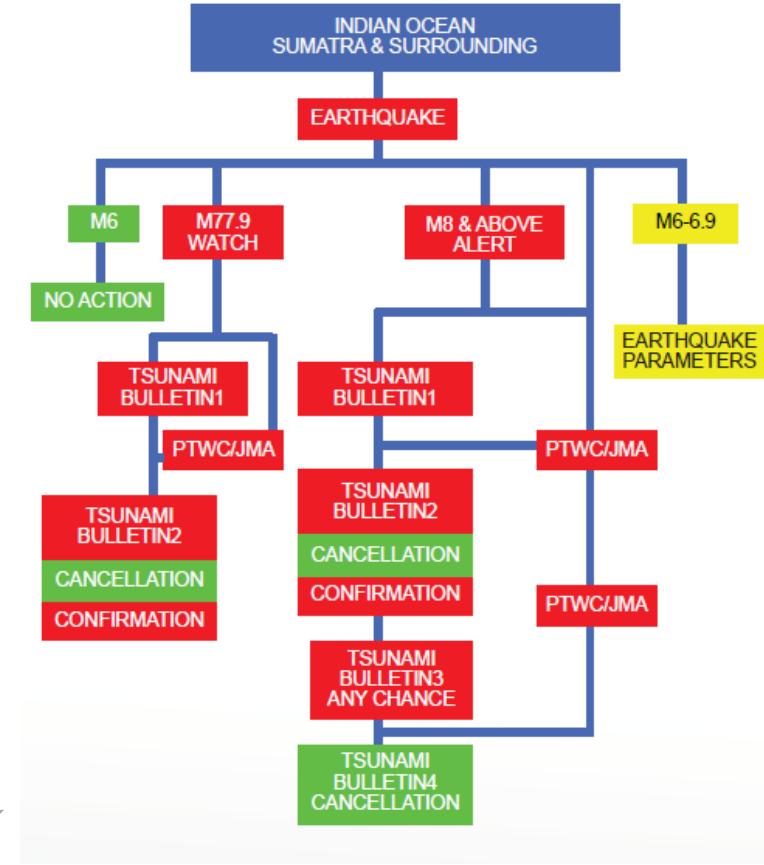 INDIAN OCEAN
SUMATRA & SURROUNDING
EARTHQUAKE
M6
M77.9
WATCH
M8 & ABOVE
ALERT
M6-6.9
NO ACTION
EARTHQUAKE
PARAMETERS
TSUNAMI
BULLETIN1
TSUNAMI
BULLETIN1
PTWC/JMA
PTWC/JMA
TSUNAMI
BULLETIN2
CANCELLATION
CONFIRMATION
TSUNAMI
BULLETIN2
CANCELLATION
CONFIRMATION
PTWC/JMA
TSUNAMI
BULLETIN3
ANY CHANCE
TSUNAMI
BULLETIN4
CANCELLATION